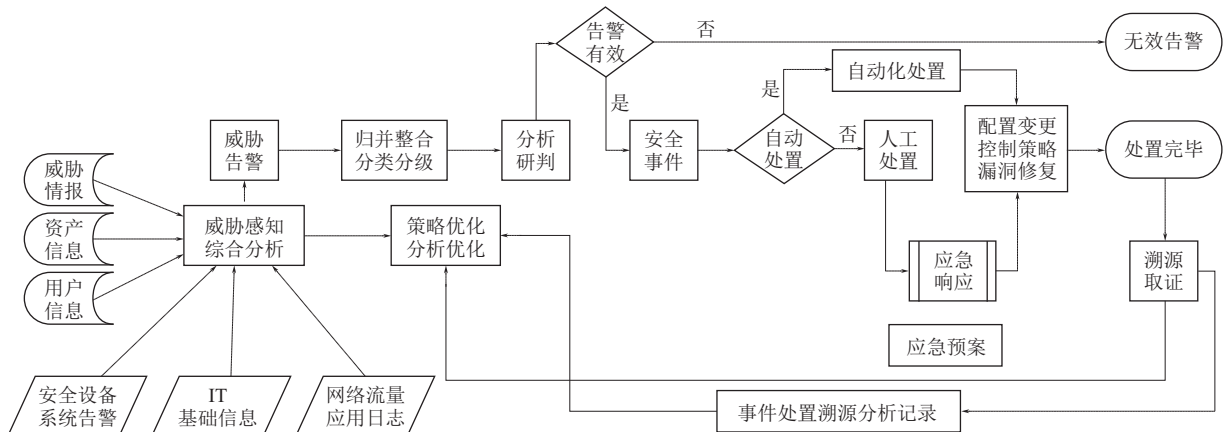 告警
有效
否
无效告警
是
自动化处置
是
威胁
告警
归并整合
分类分级
分析
研判
安全
事件
自动
处置
否
人工
处置
配置变更
控制策略
漏洞修复
处置完毕
威胁
情报
资产
信息
用户
信息
威胁感知
综合分析
策略优化
分析优化
应急
响应
溯源
取证
应急预案
安全设备
系统告警
IT
基础信息
网络流量
应用日志
事件处置溯源分析记录